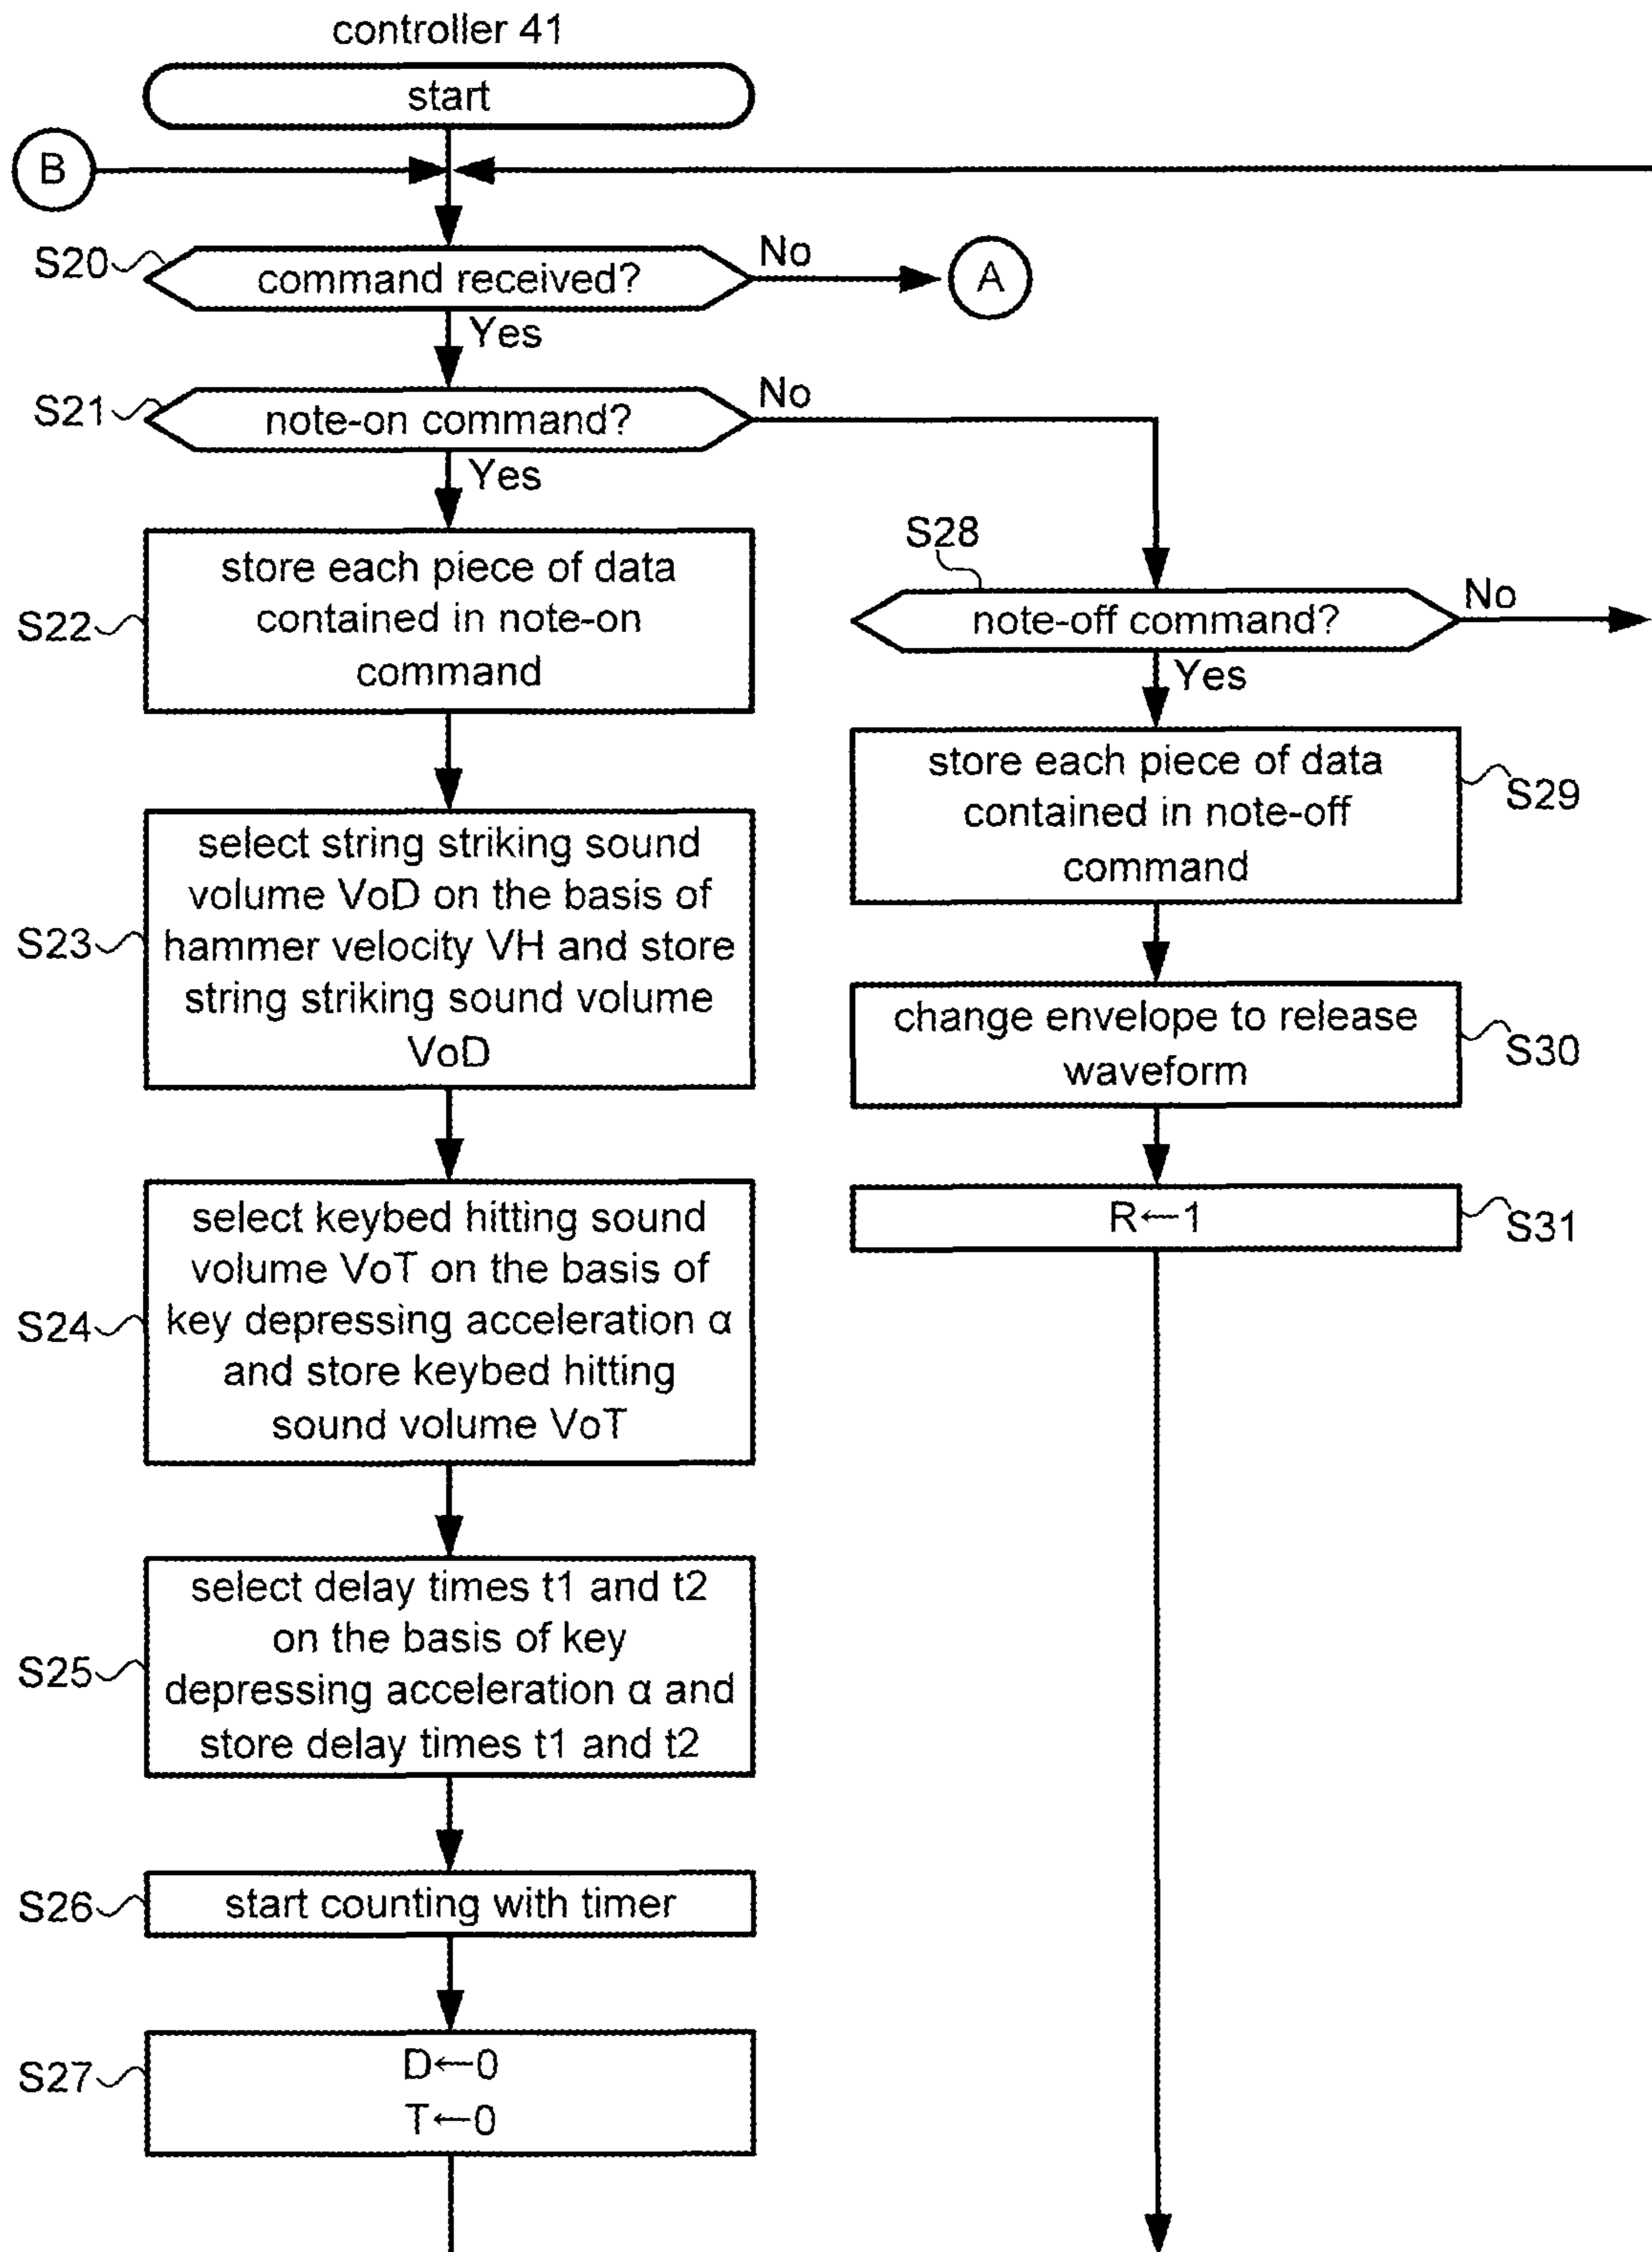 controller 41
start
B
S20
command received?
No
A
Yes
S21
note-on command?
No
Yes
S22
store each piece of data
contained in note-on
command
S28
note-off command?
No
Yes
S23
select string striking sound
volume VoD on the basis of
hammer velocity VH and store
string striking sound volume
VoD
store each piece of data
contained in note-off
command
S29
change envelope to release
waveform
S30
S24
select keybed hitting sound
volume VoT on the basis of
key depressing acceleration α
and store keybed hitting
sound volume VoT
R←1
S31
S25
select delay times t1 and t2
on the basis of key
depressing acceleration α and
store delay times t1 and t2
S26
start counting with timer
S27
D←0
T←0